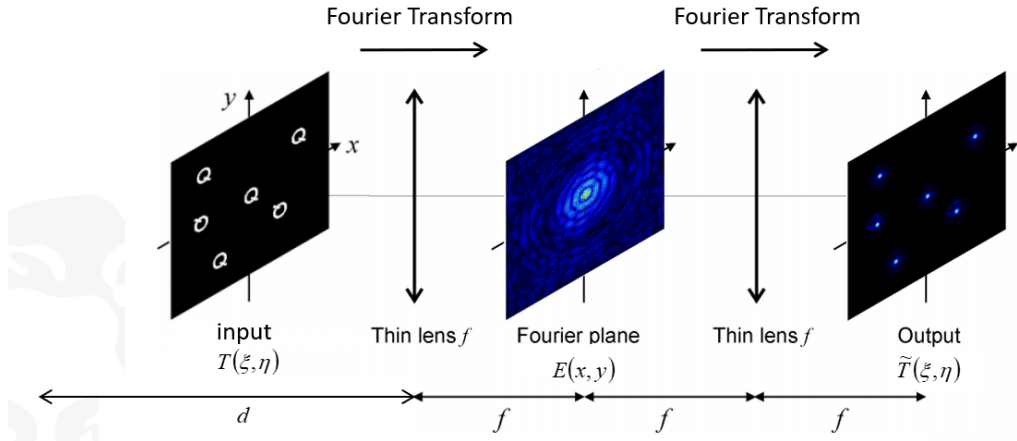 Fourier Transform
Fourier Transform
y
x
Q
Q
Q
Q
input
Thin lens f
Fourier plane
Thin lens f
Output
T(ξ,η)
E(x, y)
T̃(ξ,η)
d
f
f
f